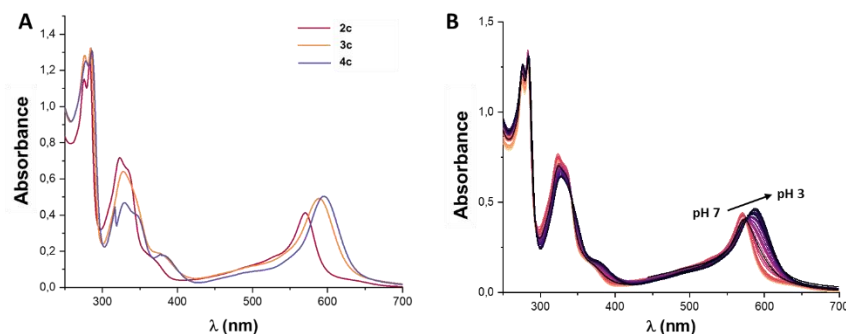 A
2c
3c
4c
1,4
1,2
1,0
0,8
0,6
0,4
0,2
0,0
Absorbance
300 400 500 600 700
λ (nm)
B
1,5
1,0
0,5
0,0
Absorbance
pH 7
pH 3
300 400 500 600 700
λ (nm)